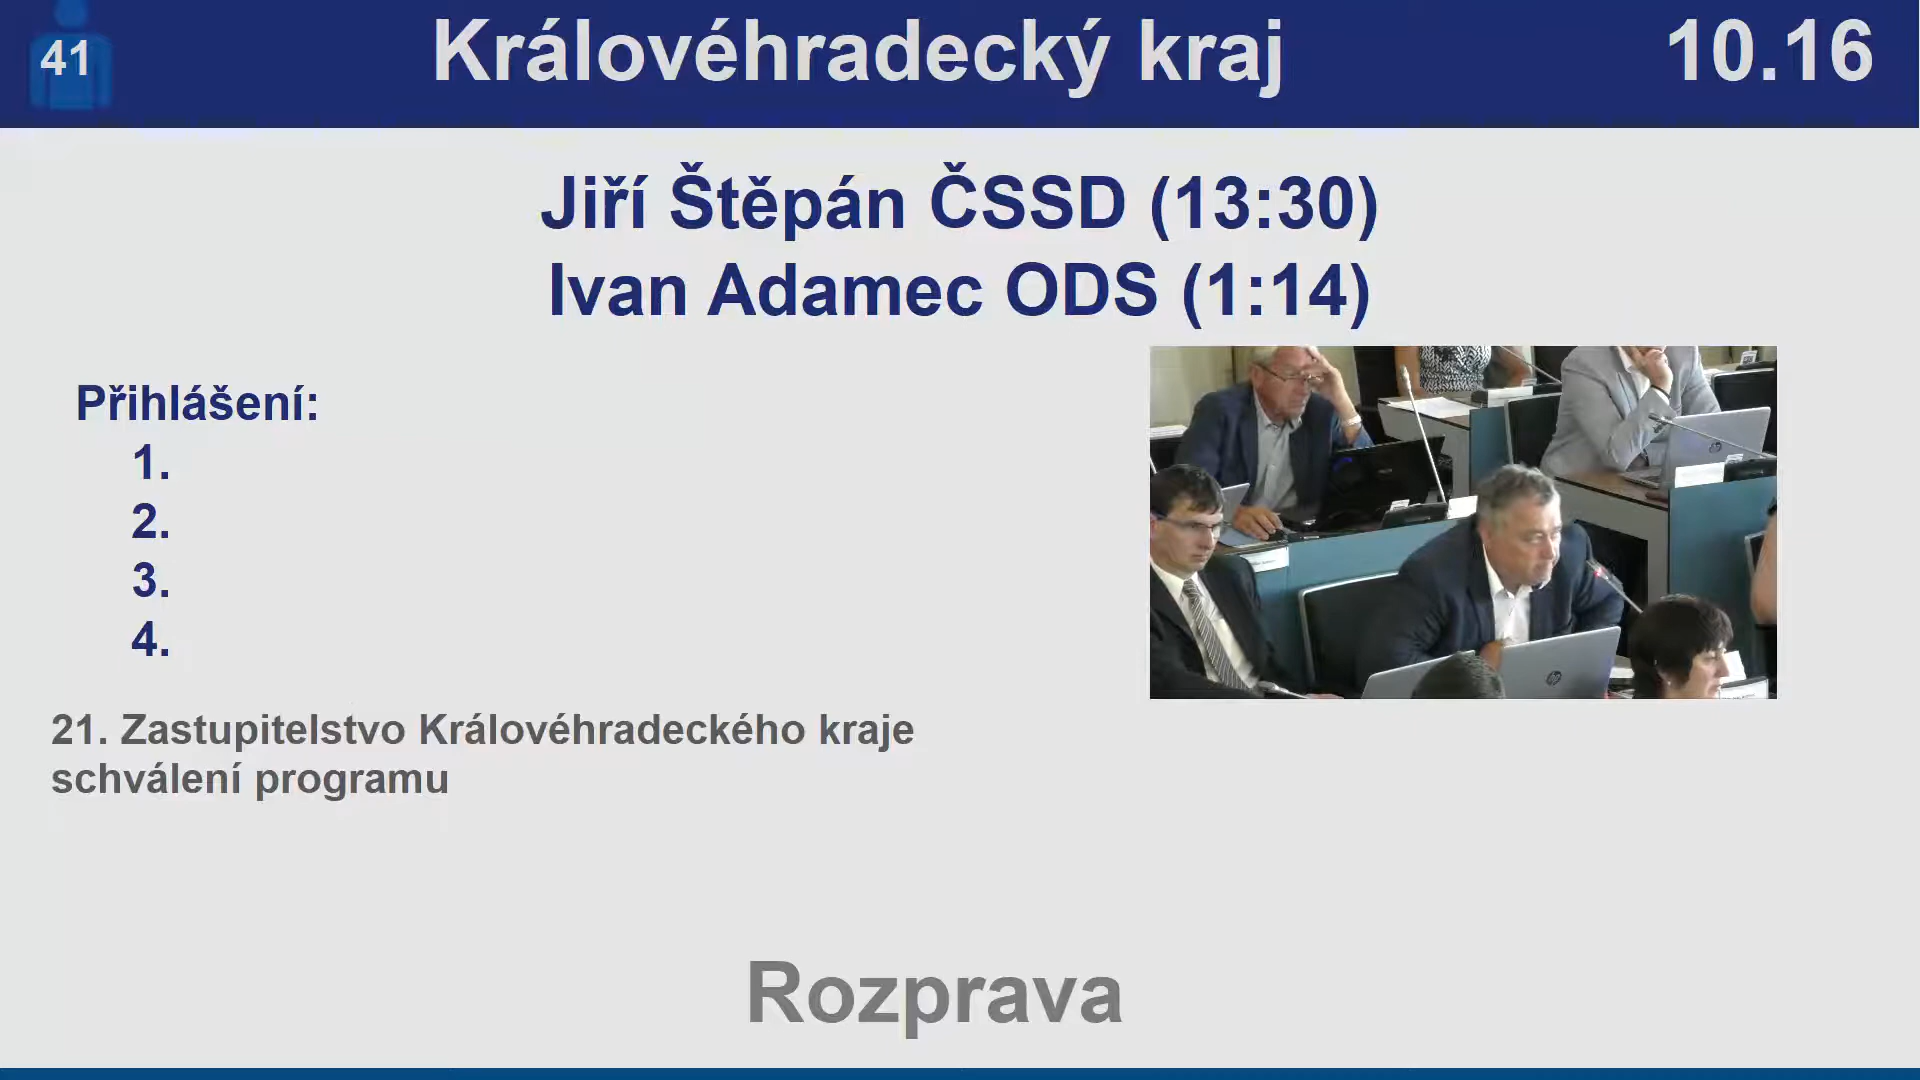 41
Královéhradecký kraj
10.16
Jiří Štěpán ČSSD (13:30)
Ivan Adamec ODS (1:14)
Přihlášení:
1.
2.
3.
4.
21. Zastupitelstvo Královéhradeckého kraje
schválení programu
Rozprava